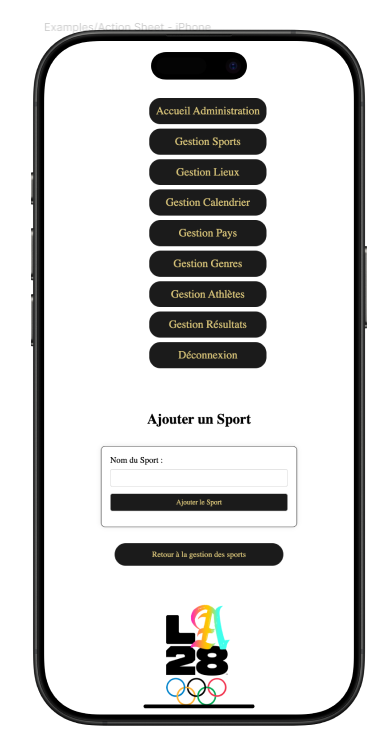 Examples/Action Sheet - iPhone
Accueil Administration
Gestion Sports
Gestion Lieux
Gestion Calendrier
Gestion Pays
Gestion Genres
Gestion Athlètes
Gestion Résultats
Déconnexion
Ajouter un Sport
Nom du Sport :
Ajouter le Sport
Retour à la gestion des sports
LA
28